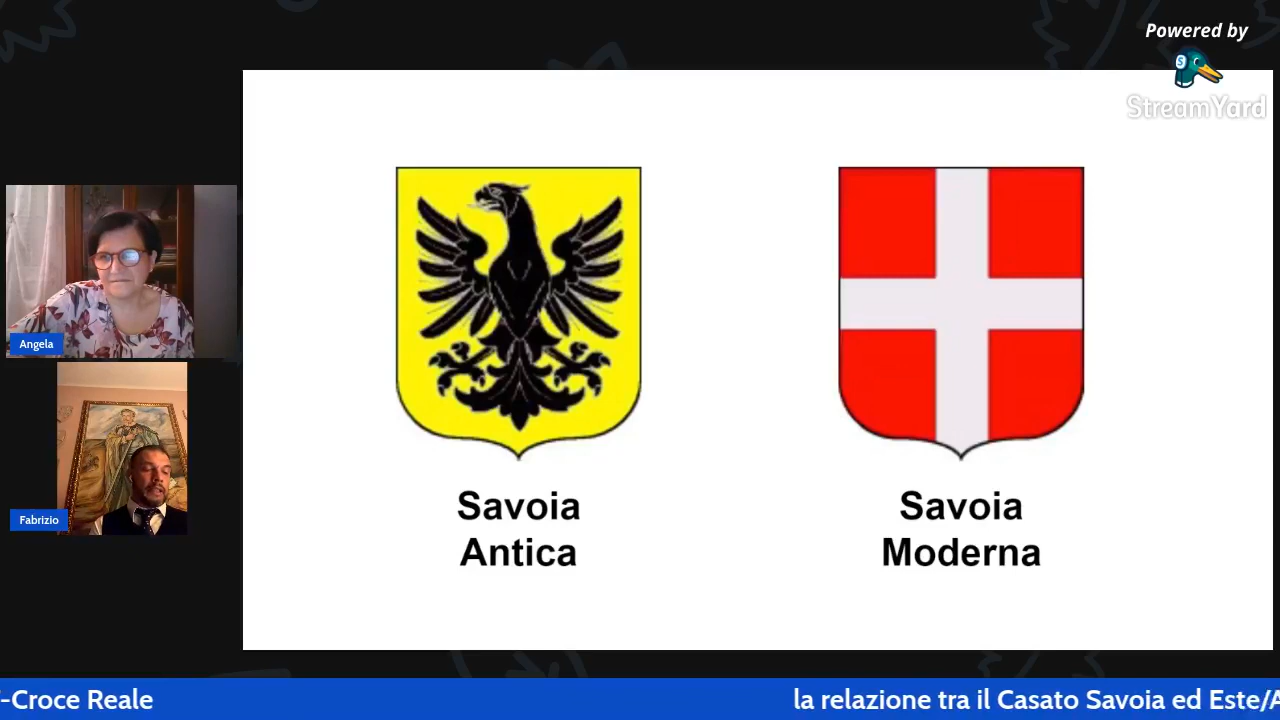 Powered by
StreamYard
Angela
Fabrizio
Savoia
Antica
Savoia
Moderna
-Croce Reale
la relazione tra il Casato Savoia ed Este/